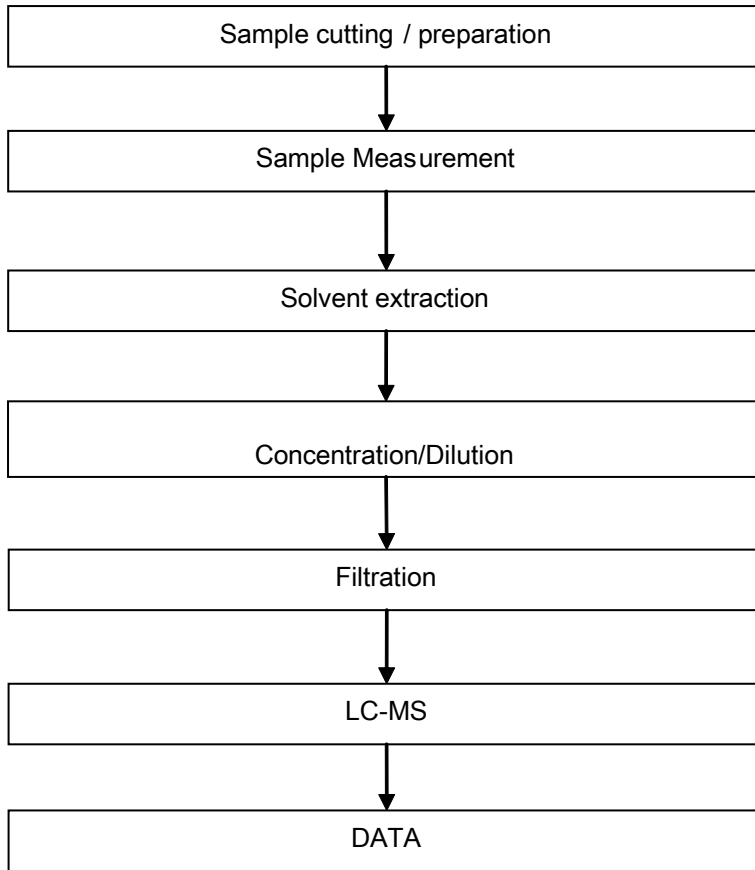 Sample cutting / preparation
Sample Measurement
Solvent extraction
Concentration/Dilution
Filtration
LC-MS
DATA